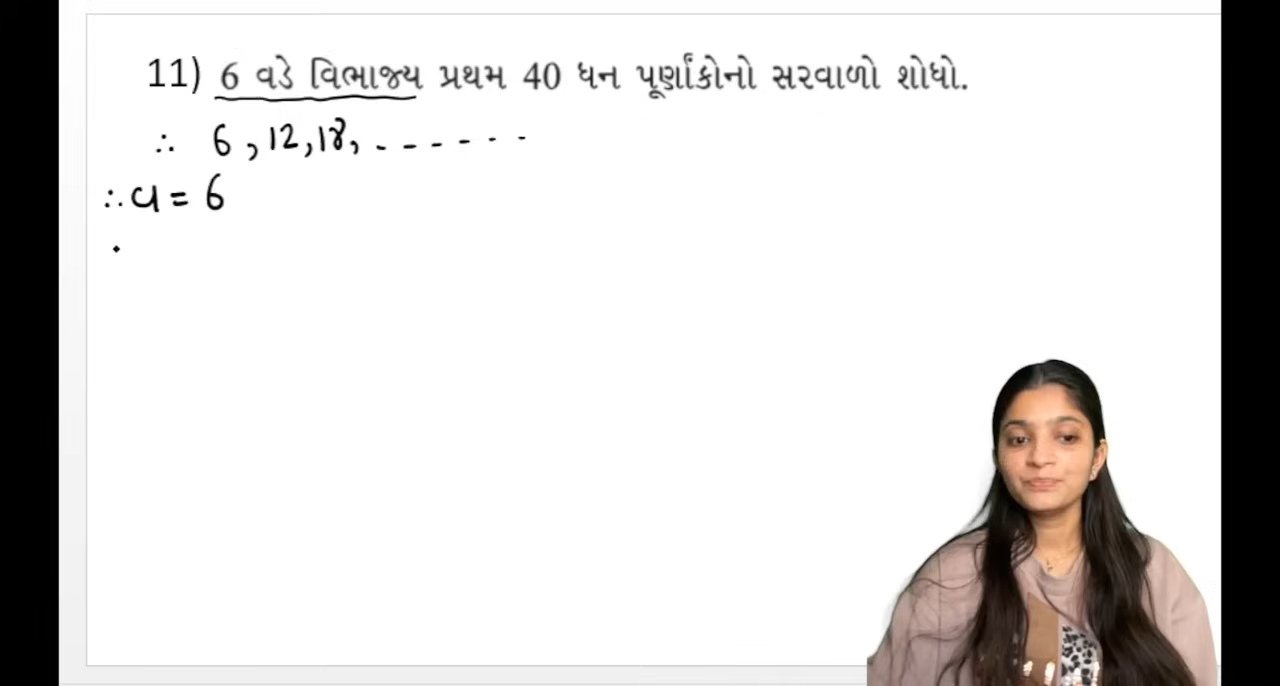 11) 6 વડે વિભાજ્ય પ્રથમ 40 ધન પૂર્ણાંકોનો સરવાળો શોધો.
∴ 6, 12, 18, - - - - - - -
∴ a = 6